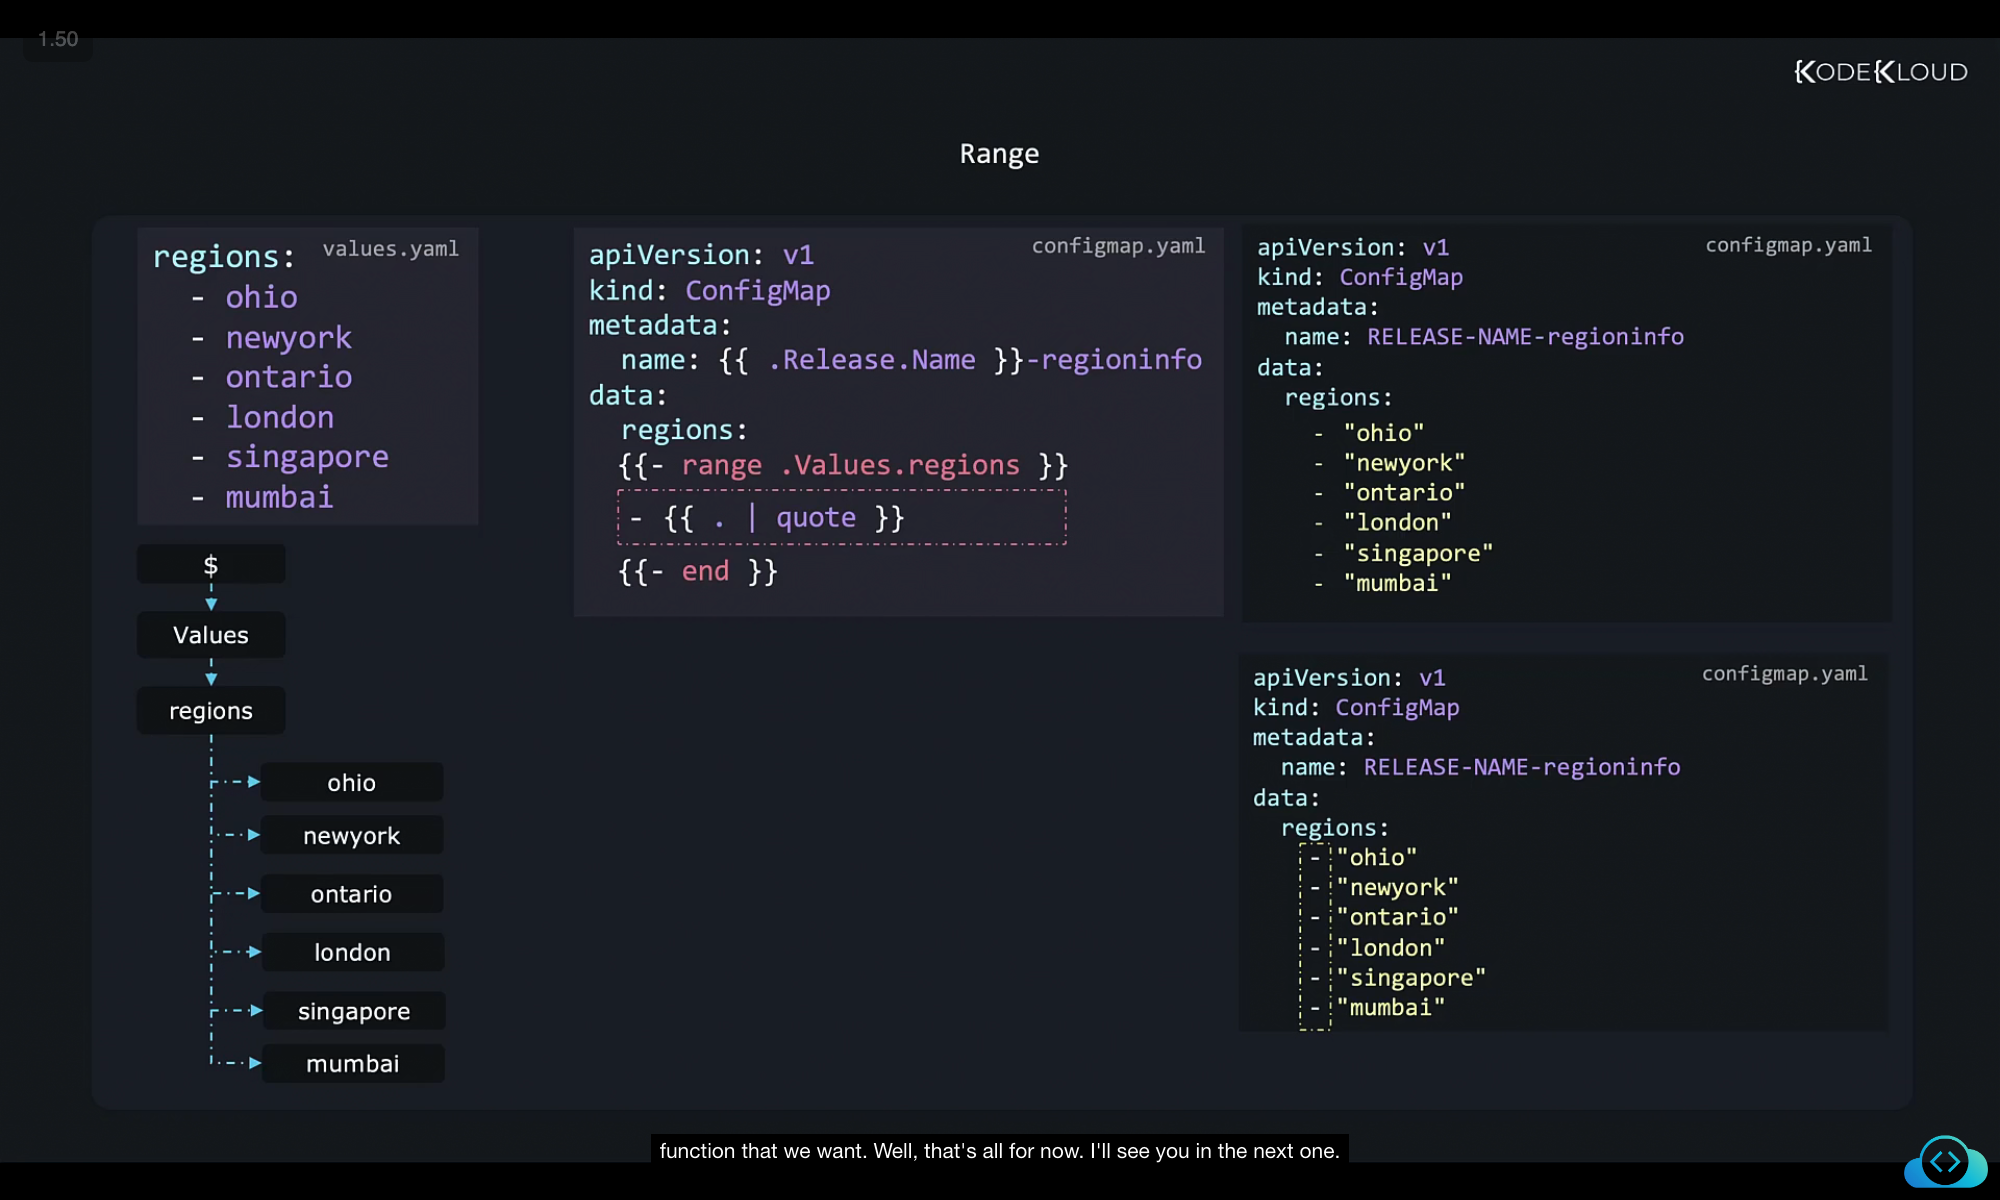 1.50
KODEKLOUD
Range
regions:
values.yaml
- ohio
- newyork
- ontario
- london
- singapore
- mumbai
$
Values
regions
ohio
newyork
ontario
london
singapore
mumbai
apiVersion: v1
configmap.yaml
kind: ConfigMap
metadata:
name: {{ .Release.Name }}-regioninfo
data:
regions:
{{- range .Values.regions }}
- {{ . | quote }}
{{- end }}
apiVersion: v1
configmap.yaml
kind: ConfigMap
metadata:
name: RELEASE-NAME-regioninfo
data:
regions:
- "ohio"
- "newyork"
- "ontario"
- "london"
- "singapore"
- "mumbai"
apiVersion: v1
configmap.yaml
kind: ConfigMap
metadata:
name: RELEASE-NAME-regioninfo
data:
regions:
- "ohio"
- "newyork"
- "ontario"
- "london"
- "singapore"
- "mumbai"
function that we want. Well, that's all for now. I'll see you in the next one.